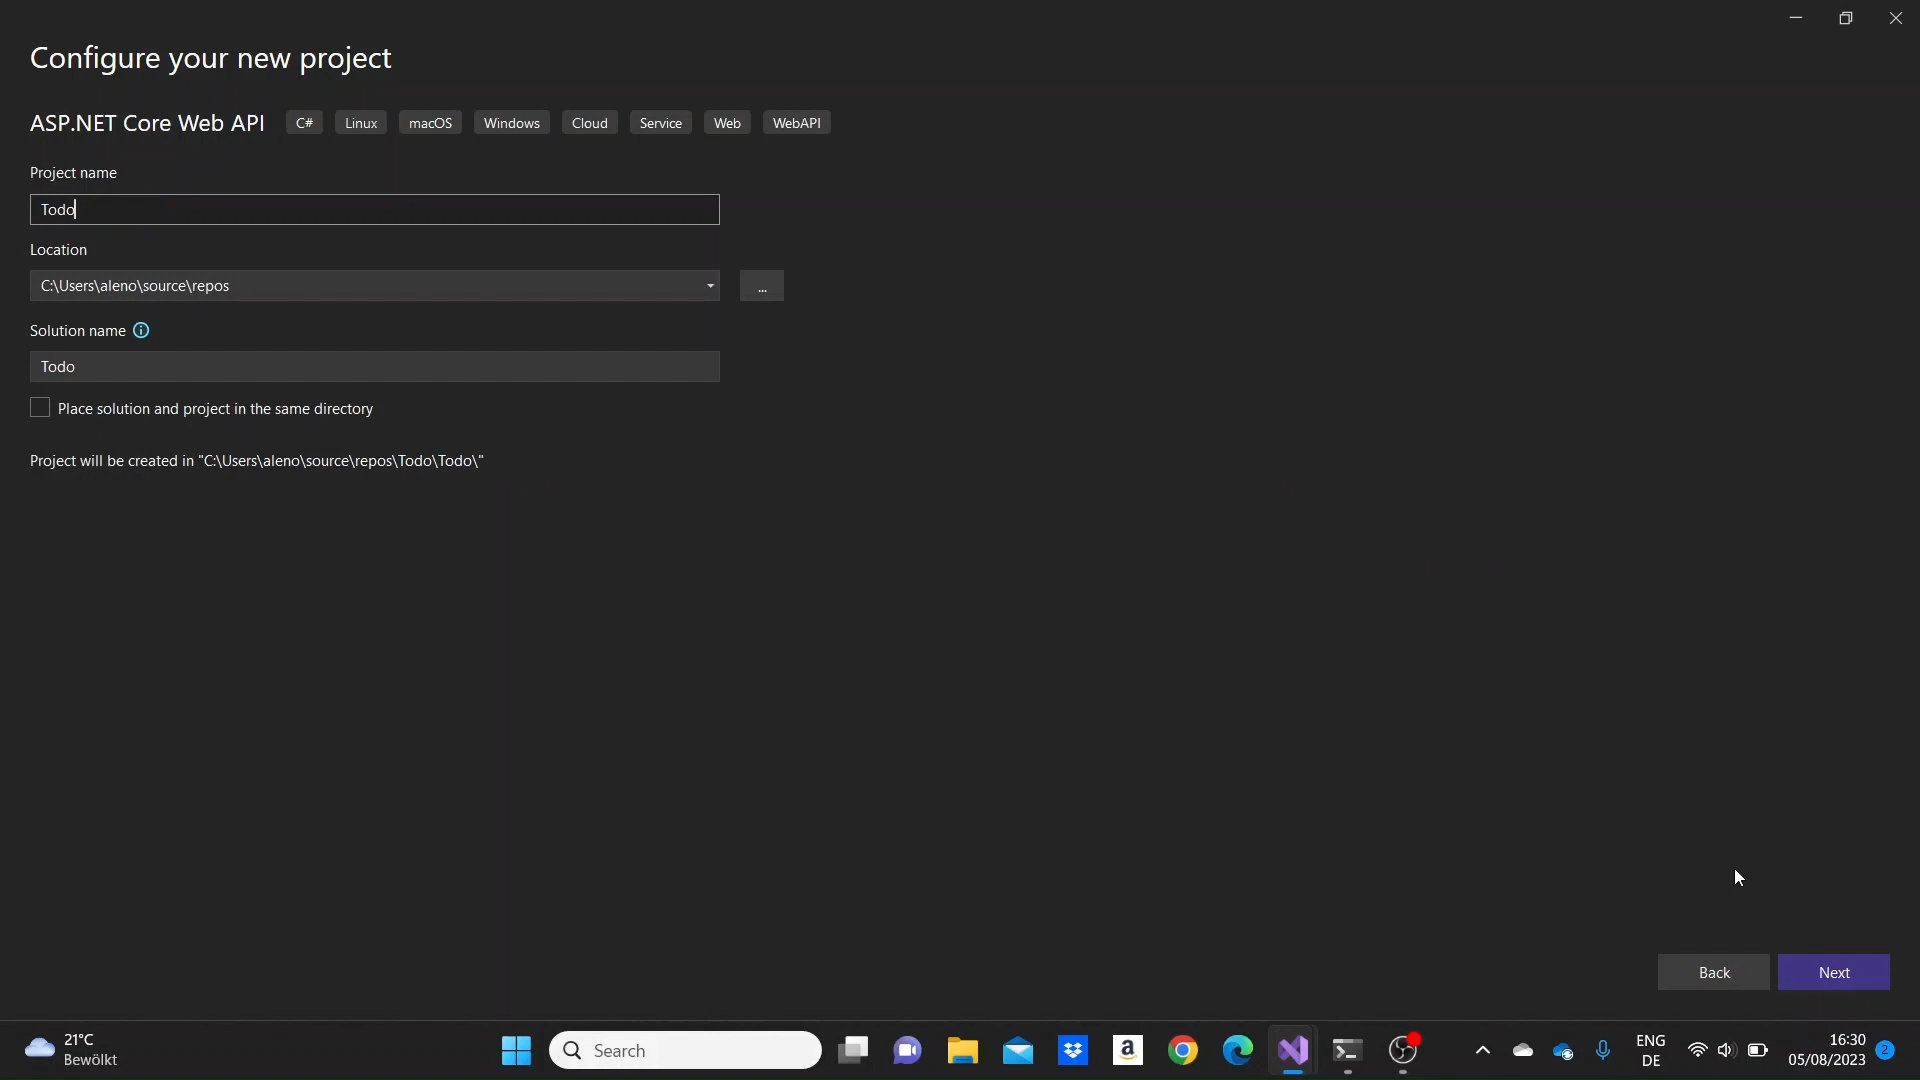 Configure your new project
ASP.NET Core Web API C# Linux macOS Windows Cloud Service Web WebAPI
Project name
Todo
Location
C:\Users\aleno\source\repos
...
Solution name
Todo
Place solution and project in the same directory
Project will be created in "C:\Users\aleno\source\repos\Todo\Todo\"
Back Next
21°C
Bewölkt
Search
a
ENG
DE
16:30
05/08/2023
2